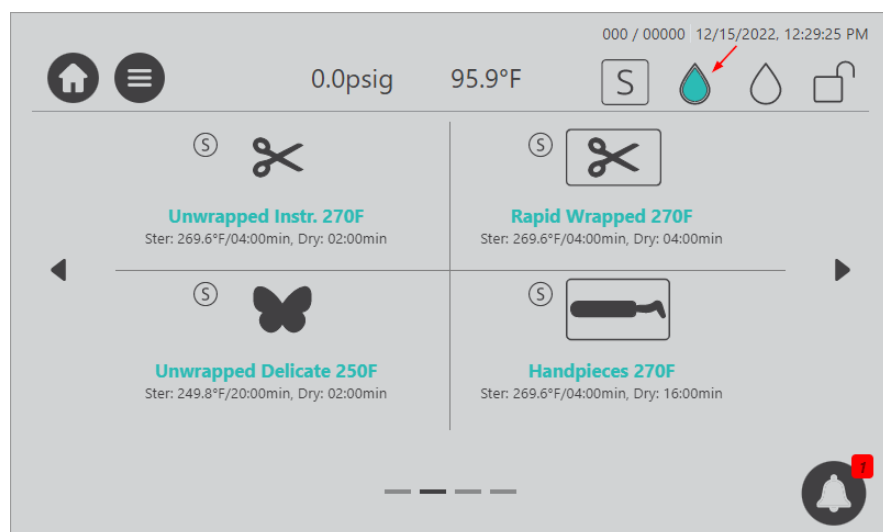 000 / 00000 12/15/2022, 12:29:25 PM
0.0psig 95.9°F S
S
Unwrapped Instr. 270F
Ster: 269.6°F/04:00min, Dry: 02:00min
S
Rapid Wrapped 270F
Ster: 269.6°F/04:00min, Dry: 04:00min
S
Unwrapped Delicate 250F
Ster: 249.8°F/20:00min, Dry: 02:00min
S
Handpieces 270F
Ster: 269.6°F/04:00min, Dry: 16:00min
1